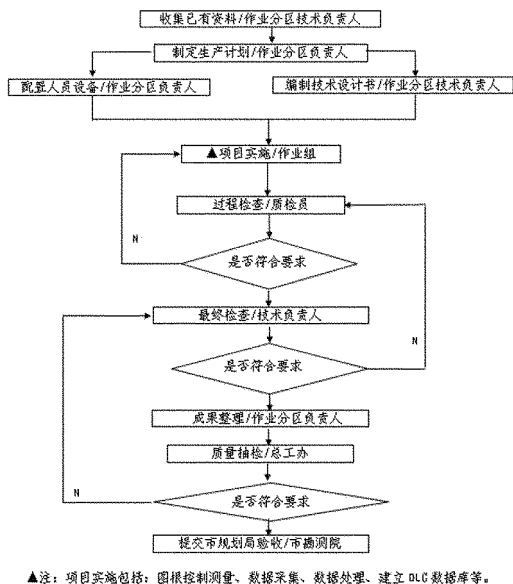 收集已有资料/作业分区技术负责人
制定生产计划/作业分区负责人
配置人员设备/作业分区负责人
编制技术设计书/作业分区技术负责人
▲项目实施/作业组
过程检查/质检员
N
是否符合要求
最终检查/技术负责人
N
是否符合要求
成果整理/作业分区负责人
质量抽检/总工办
N
是否符合要求
提交市规划局验收/市勘测院
▲注：项目实施包括：图根控制测量、数据采集、数据处理、建立DLG数据库等。